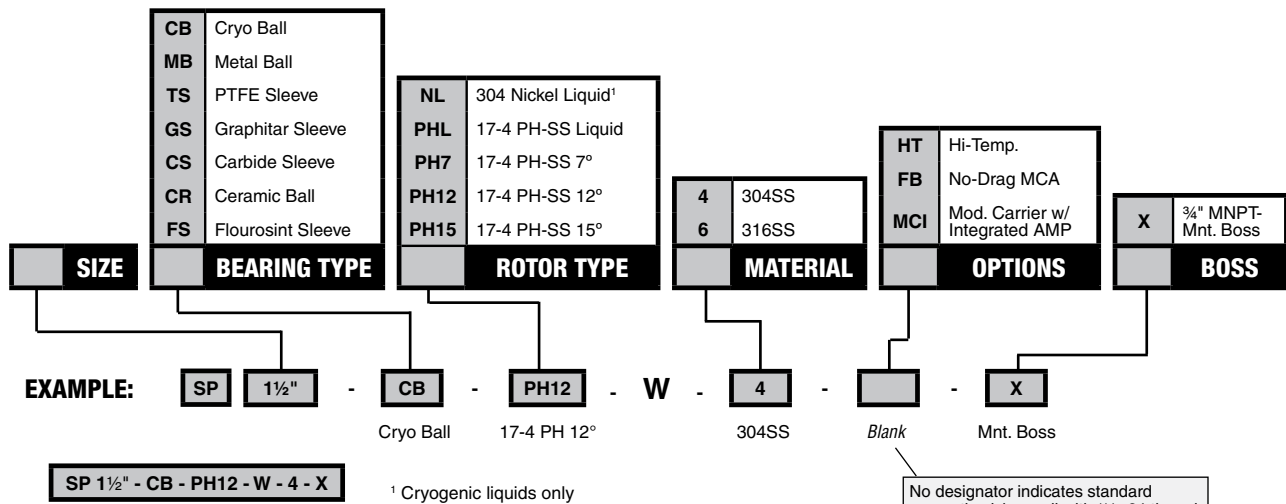 CB Cryo Ball
MB Metal Ball
TS PTFE Sleeve
GS Graphitar Sleeve
CS Carbide Sleeve
CR Ceramic Ball
FS Flourosint Sleeve
SIZE
BEARING TYPE
NL 304 Nickel Liquid¹
PHL 17-4 PH-SS Liquid
PH7 17-4 PH-SS 7º
PH12 17-4 PH-SS 12º
PH15 17-4 PH-SS 15º
ROTOR TYPE
4 304SS
6 316SS
MATERIAL
HT Hi-Temp.
FB No-Drag MCA
MCI Mod. Carrier w/
Integrated AMP
OPTIONS
X ¾" MNPT-
Mnt. Boss
BOSS
EXAMPLE: SP 1½" - CB - PH12 - W - 4 - - X
Cryo Ball 17-4 PH 12° 304SS Blank Mnt. Boss
SP 1½" - CB - PH12 - W - 4 - X
¹ Cryogenic liquids only
No designator indicates standard